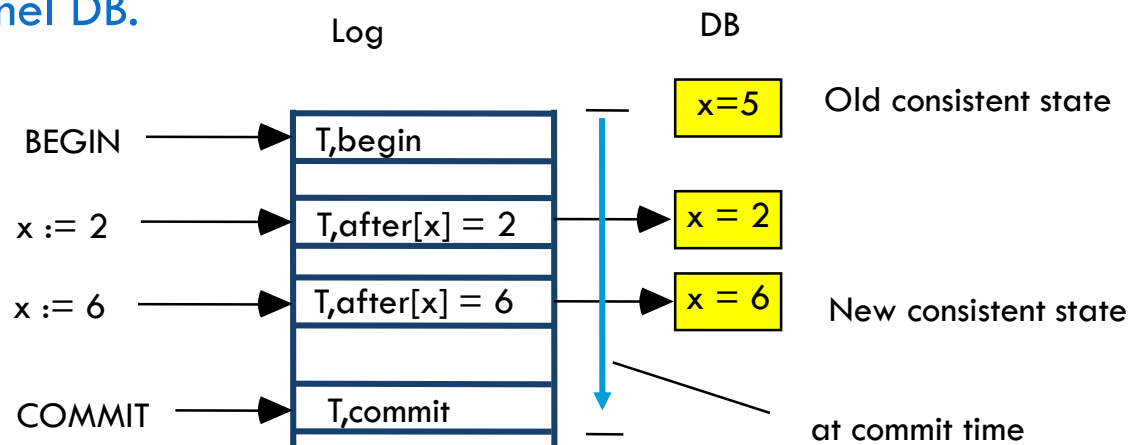 nel DB.
Log
DB
x=5
Old consistent state
BEGIN
T,begin
x := 2
T,after[x] = 2
x = 2
x := 6
T,after[x] = 6
x = 6
New consistent state
COMMIT
T,commit
at commit time